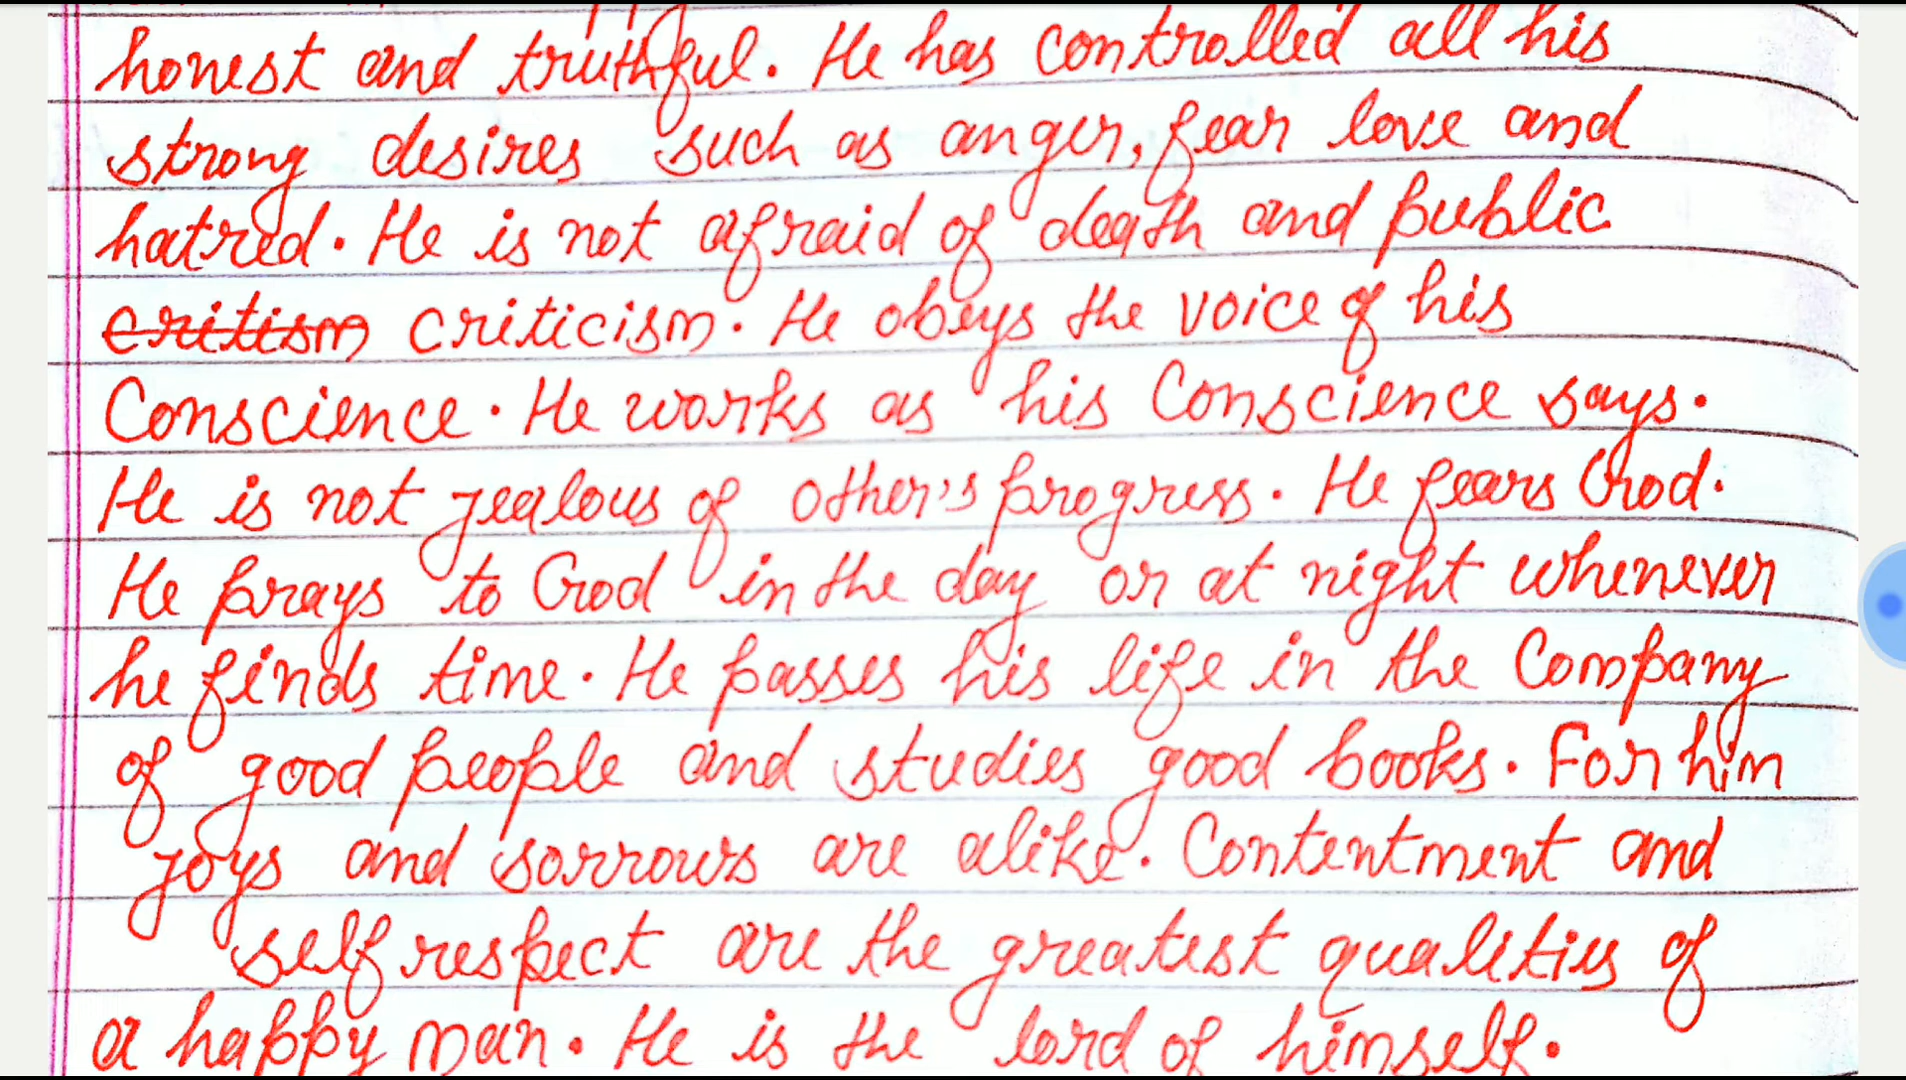 honest and truthful. He has controlled all his
strong desires such as anger, fear love and
hatred. He is not afraid of death and public
critism criticism. He obeys the voice of his
Conscience. He works as his Conscience says.
He is not jealous of other's progress. He fears God.
He prays to God in the day or at night whenever
he finds time. He passes his life in the Company
of good people and studies good books. For him
joys and sorrows are alike. Contentment and
self respect are the greatest qualities of
a happy man. He is the lord of himself.